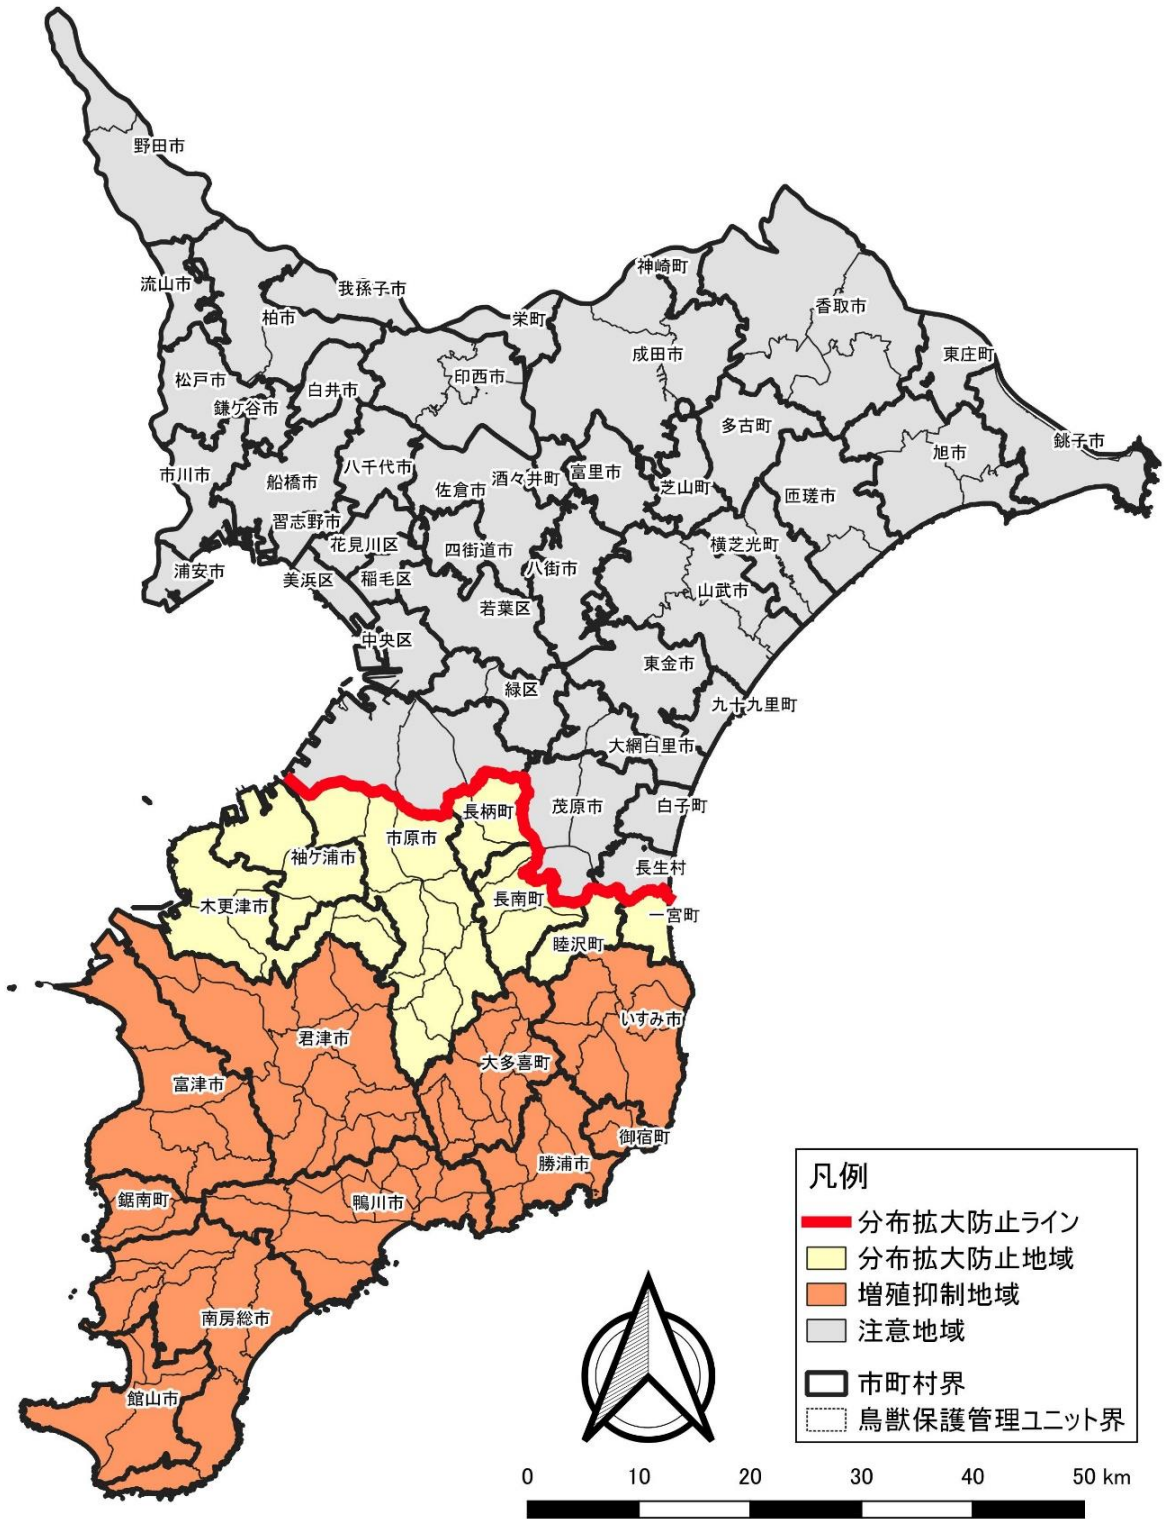 野田市
神崎町
流山市
我孫子市
香取市
柏市
栄町
成田市
東庄町
松戸市
印西市
白井市
鎌ケ谷市
多古町
銚子市
旭市
八千代市
市川市
船橋市
酒々井町
富里市
佐倉市
芝山町
匝瑳市
習志野市
花見川区
四街道市
横芝光町
八街市
浦安市
美浜区
稲毛区
山武市
若葉区
中央区
東金市
緑区
九十九里町
大網白里市
茂原市
白子町
長柄町
市原市
袖ケ浦市
長生村
長南町
木更津市
一宮町
睦沢町
いすみ市
君津市
大多喜町
富津市
御宿町
勝浦市
鋸南町
鴨川市
南房総市
館山市
凡例
分布拡大防止ライン
分布拡大防止地域
増殖抑制地域
注意地域
市町村界
鳥獣保護管理ユニット界
0 10 20 30 40 50 km